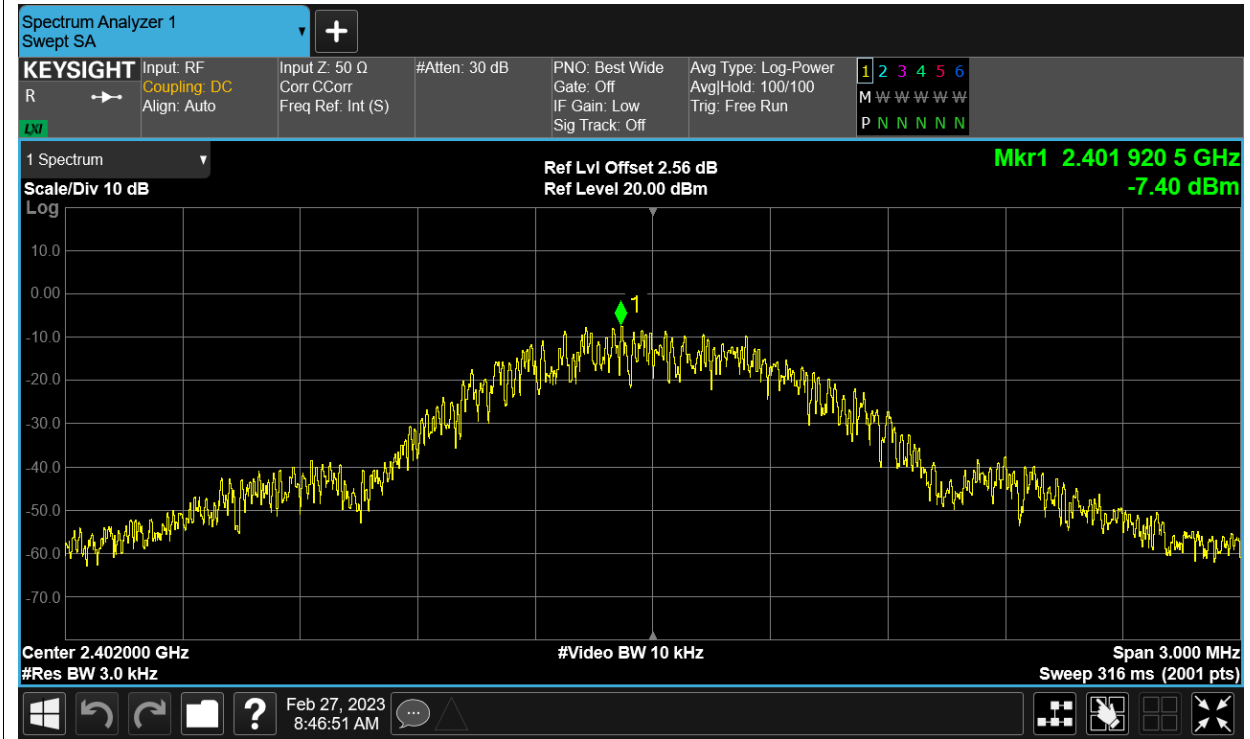 Spectrum Analyzer 1
Swept SA
KEYSIGHT
R
LXI
Input: RF
Coupling: DC
Align: Auto
Input Z: 50 Ω
Corr CCorr
Freq Ref: Int (S)
#Atten: 30 dB
PNO: Best Wide
Gate: Off
IF Gain: Low
Sig Track: Off
Avg Type: Log-Power
Avg|Hold: 100/100
Trig: Free Run
1 2 3 4 5 6
M W W W W W
P N N N N N
1 Spectrum
Scale/Div 10 dB
Ref Lvl Offset 2.56 dB
Ref Level 20.00 dBm
Mkr1 2.401 920 5 GHz
-7.40 dBm
Log
10.0
0.00
-10.0
-20.0
-30.0
-40.0
-50.0
-60.0
-70.0
1
Center 2.402000 GHz
#Res BW 3.0 kHz
#Video BW 10 kHz
Span 3.000 MHz
Sweep 316 ms (2001 pts)
?
Feb 27, 2023
8:46:51 AM